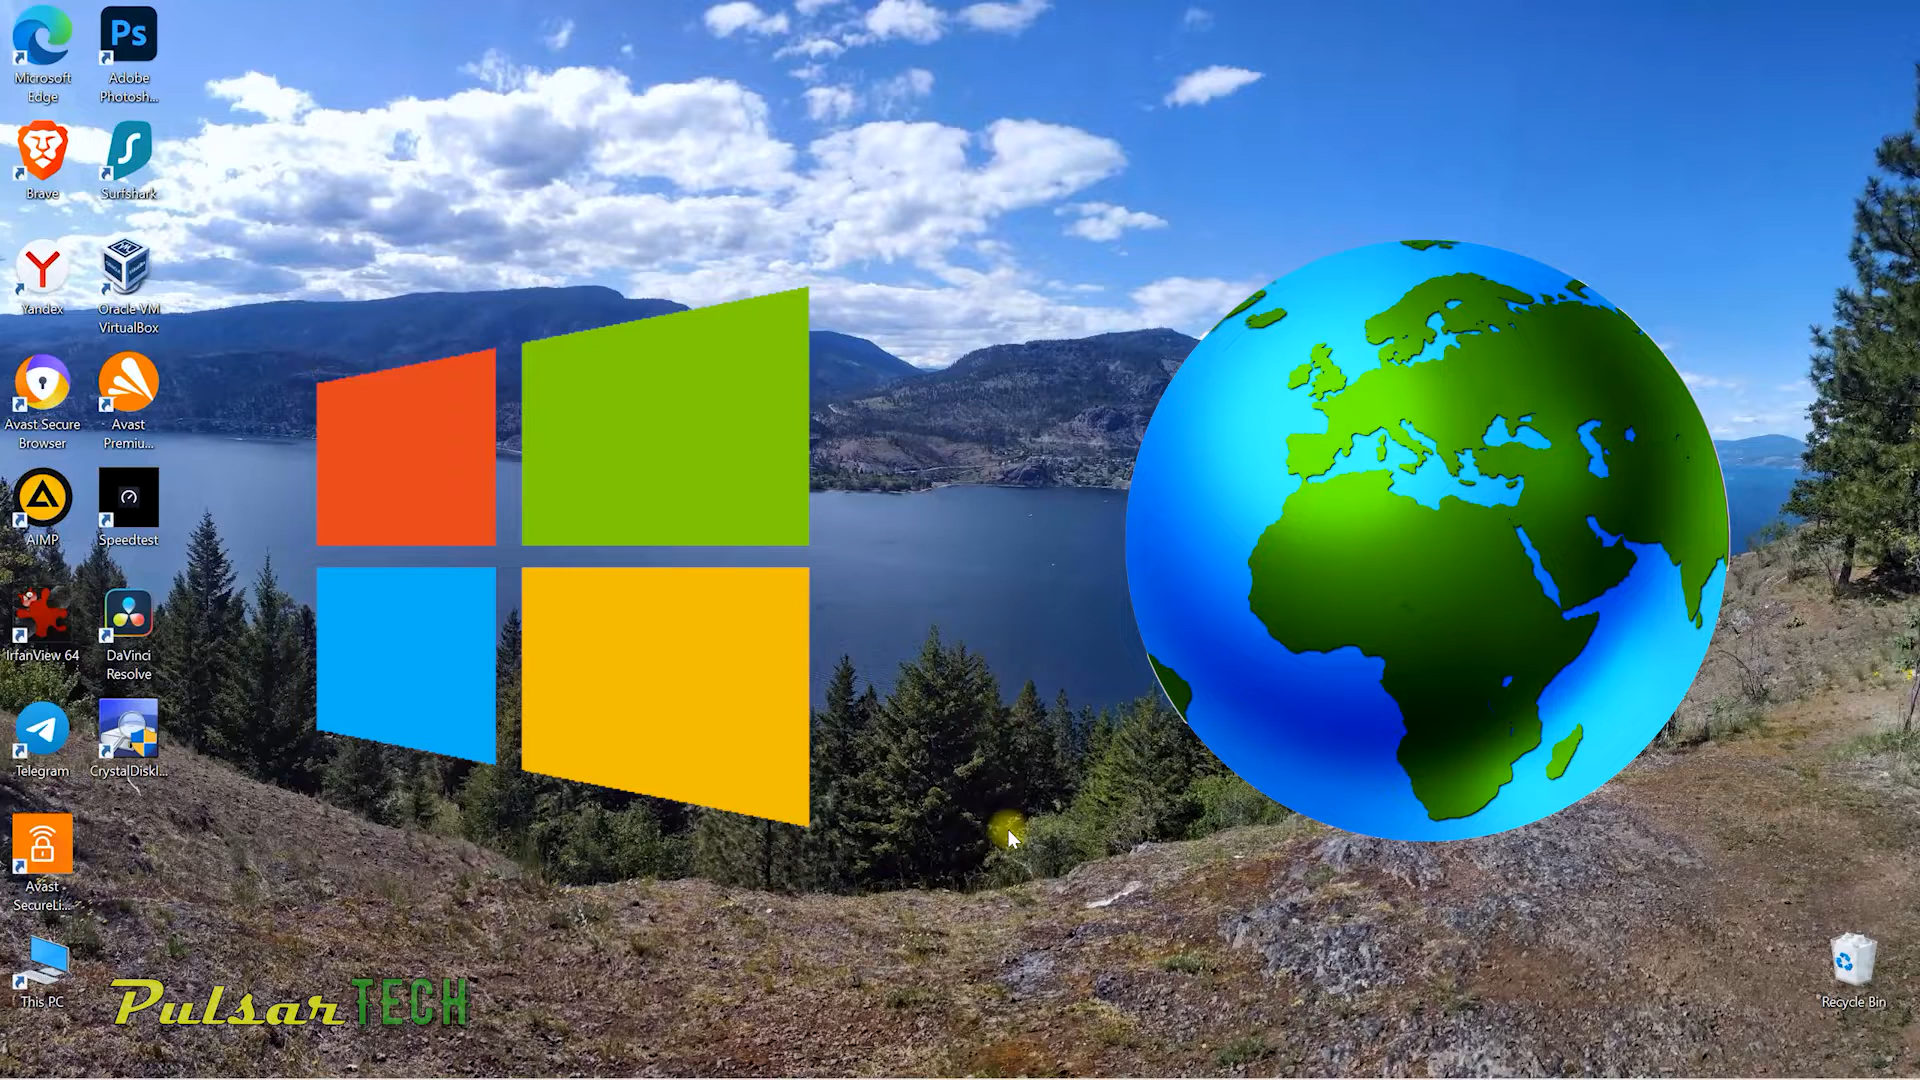 Microsoft
Edge
Adobe
Photosh...
Ps
Brave
Surfshark
Yandex
Oracle VM
VirtualBox
Avast Secure
Browser
Avast
Premiu...
AIMP
Speedtest
IrfanView 64
DaVinci
Resolve
Telegram
CrystalDiskI...
Avast
SecureLi...
This PC
PulsarTECH
Recycle Bin